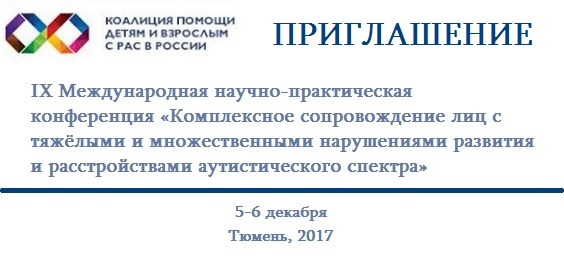 КОАЛИЦИЯ ПОМОЩИ
ДЕТЯМ И ВЗРОСЛЫМ
С РАС В РОССИИ
ПРИГЛАШЕНИЕ
IX Международная научно-практическая
конференция «Комплексное сопровождение лиц с
тяжёлыми и множественными нарушениями развития
и расстройствами аутистического спектра»
5-6 декабря
Тюмень, 2017